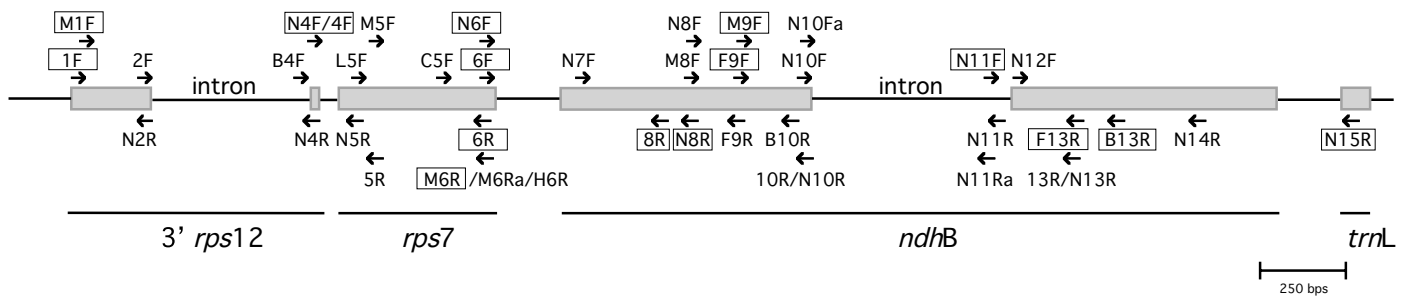 M1F N4F/4F M5F N6F N8F M9F N10Fa
1F 2F B4F L5F C5F 6F N7F M8F F9F N10F N11F N12F
intron intron
N2R N4R N5R 6R 8R N8R F9R B10R N11R F13R B13R N14R N15R
5R M6R /M6Ra/H6R 10R/N10R N11Ra 13R/N13R
3’ rps12 rps7 ndhB trnL
250 bps